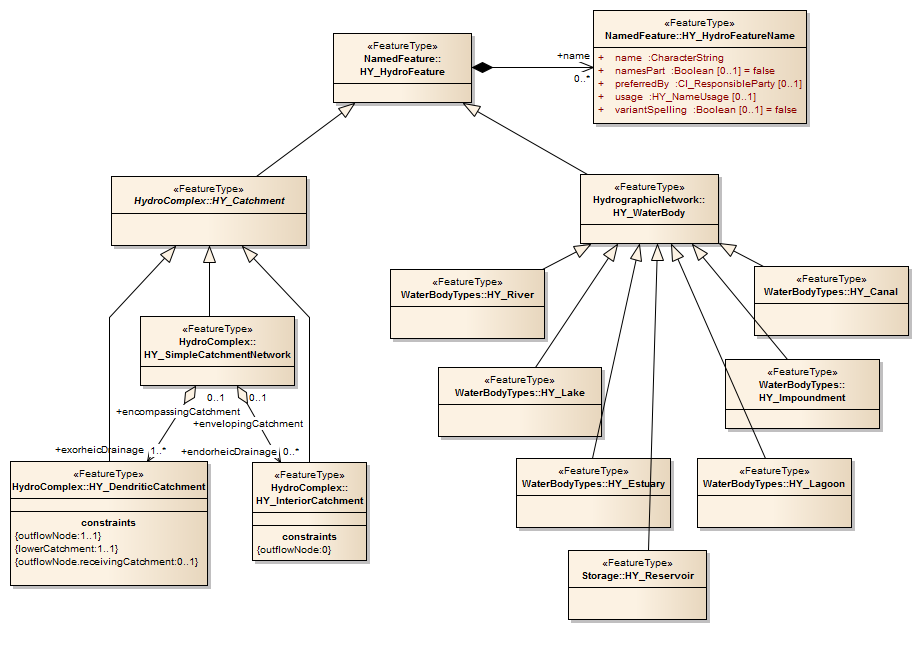 «FeatureType»
NamedFeature::HY_HydroFeatureName
+ name :CharacterString
+ namesPart :Boolean [0..1] = false
+ preferredBy :CI_ResponsibleParty [0..1]
+ usage :HY_NameUsage [0..1]
+ variantSpelling :Boolean [0..1] = false
«FeatureType»
NamedFeature::
HY_HydroFeature
+name
0..*
«FeatureType»
HydroComplex::HY_Catchment
«FeatureType»
HydrographicNetwork::
HY_WaterBody
«FeatureType»
WaterBodyTypes::HY_River
«FeatureType»
WaterBodyTypes::HY_Canal
«FeatureType»
HydroComplex::
HY_SimpleCatchmentNetwork
«FeatureType»
WaterBodyTypes::HY_Lake
«FeatureType»
WaterBodyTypes::
HY_Impoundment
0..1
0..1
+encompassingCatchment
+envelopingCatchment
+exorheicDrainage
1..*
+endorheicDrainage
0..*
«FeatureType»
HydroComplex::HY_DendriticCatchment
constraints
{outflowNode:1..1}
{lowerCatchment:1..1}
{outflowNode.receivingCatchment:0..1}
«FeatureType»
HydroComplex::
HY_InteriorCatchment
constraints
{outflowNode:0}
«FeatureType»
WaterBodyTypes::HY_Estuary
«FeatureType»
WaterBodyTypes::HY_Lagoon
«FeatureType»
Storage::HY_Reservoir